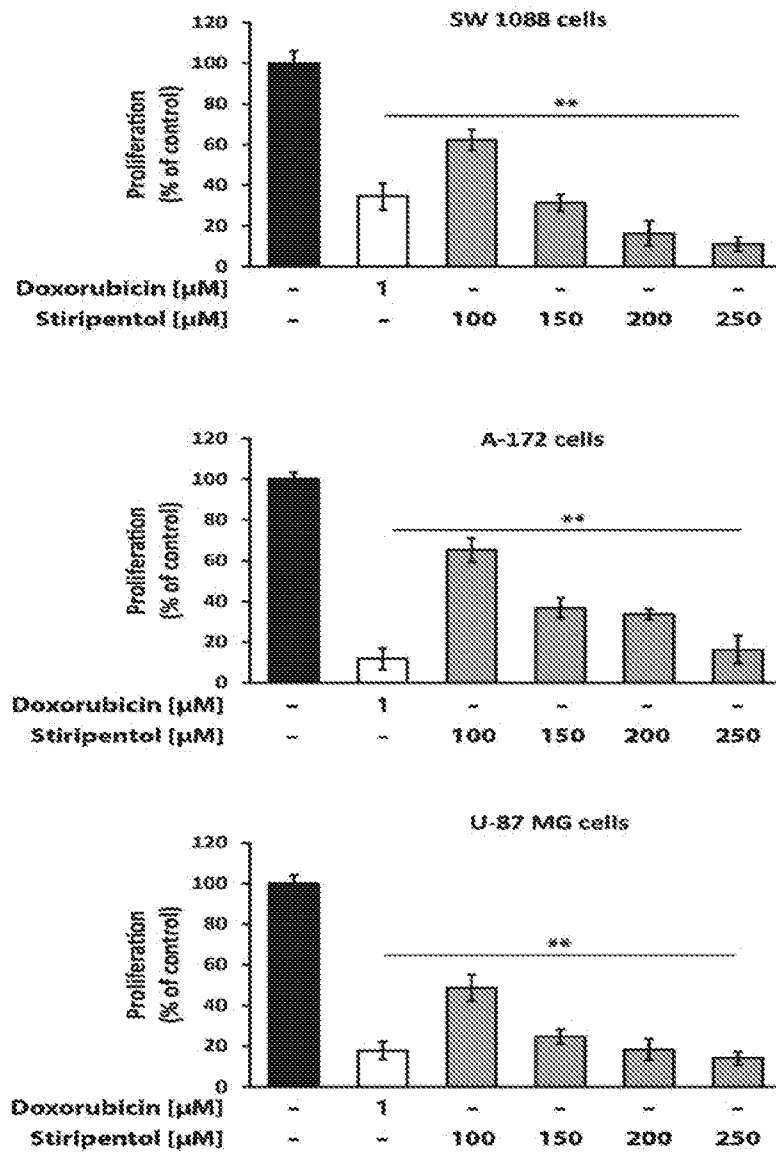 SW 1088 cells
120
100
80
60
40
20
0
Proliferation
(% of control)
**
Doxorubicin [µM] - 1 - - - -
Stiripentol [µM] - - 100 150 200 250
A-172 cells
120
100
80
60
40
20
0
Proliferation
(% of control)
**
Doxorubicin [µM] - 1 - - - -
Stiripentol [µM] - - 100 150 200 250
U-87 MG cells
120
100
80
60
40
20
0
Proliferation
(% of control)
**
Doxorubicin [µM] - 1 - - - -
Stiripentol [µM] - - 100 150 200 250